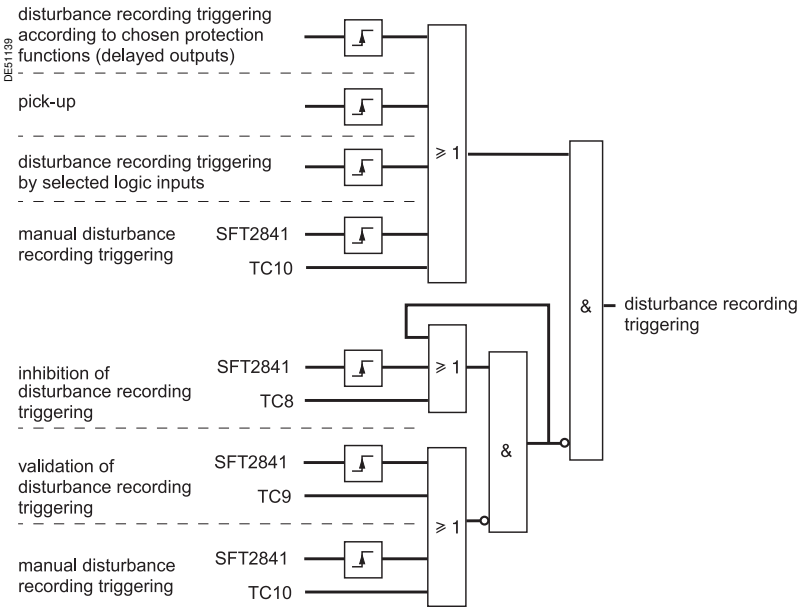 DE51139
disturbance recording triggering
according to chosen protection
functions (delayed outputs)
pick-up
disturbance recording triggering
by selected logic inputs
manual disturbance
recording triggering
SFT2841
TC10
⩾ 1
&
disturbance recording
triggering
inhibition of
disturbance recording
triggering
SFT2841
TC8
⩾ 1
&
validation of
disturbance recording
triggering
SFT2841
TC9
⩾ 1
manual disturbance
recording triggering
SFT2841
TC10